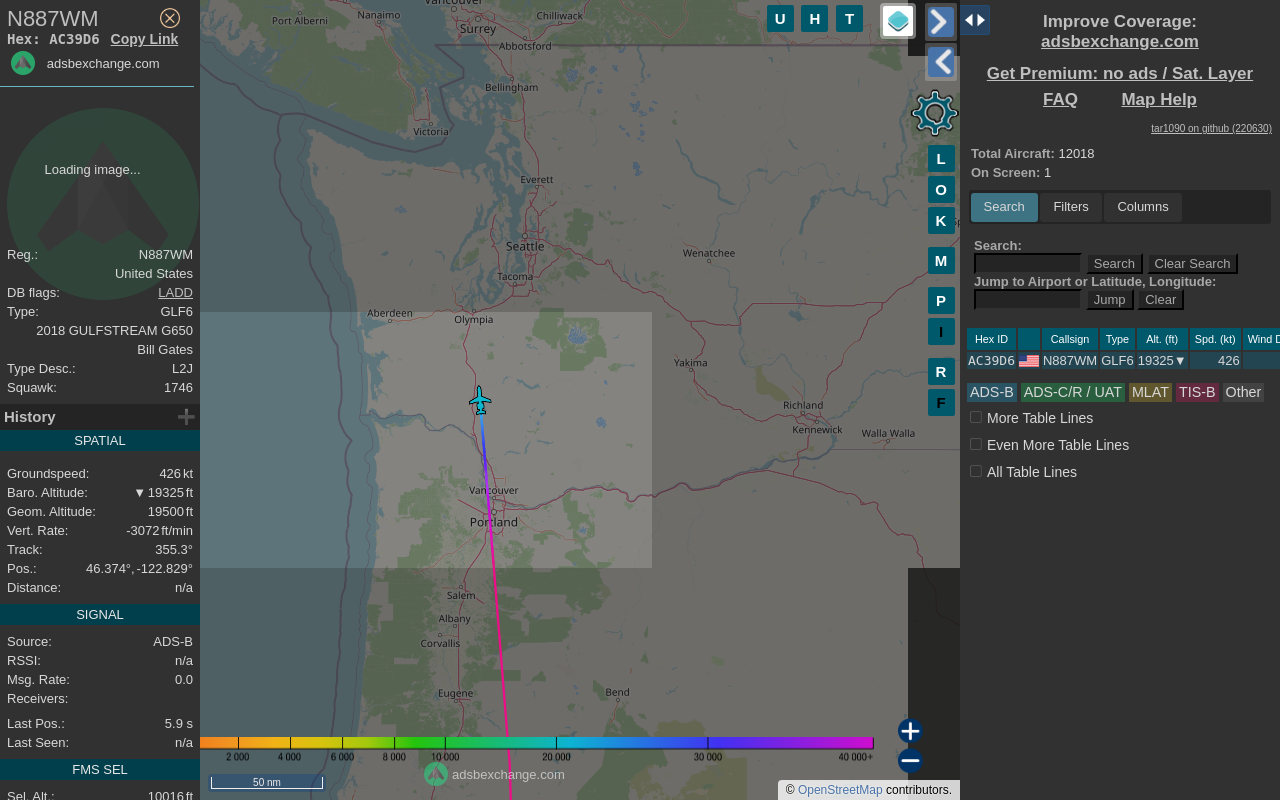 N887WM
Hex: AC39D6 Copy Link
adsbexchange.com
Loading image...
Reg.: N887WM
United States
DB flags: LADD
Type: GLF6
2018 GULFSTREAM G650
Bill Gates
Type Desc.: L2J
Squawk: 1746
History
SPATIAL
Groundspeed: 426 kt
Baro. Altitude: ▼ 19325 ft
Geom. Altitude: 19500 ft
Vert. Rate: -3072 ft/min
Track: 355.3°
Pos.: 46.374°, -122.829°
Distance: n/a
SIGNAL
Source: ADS-B
RSSI: n/a
Msg. Rate: 0.0
Receivers:
Last Pos.: 5.9 s
Last Seen: n/a
FMS SEL
Sel. Alt.: 10016 ft
Vancouver
Port Alberni
Nanaimo
Chilliwack
Surrey
Abbotsford
Bellingham
Victoria
Everett
Seattle
Wenatchee
Tacoma
Aberdeen
Olympia
Yakima
Richland
Kennewick
Walla Walla
Vancouver
Portland
Salem
Albany
Corvallis
Eugene
Bend
2 000 4 000 6 000 8 000 10 000 20 000 30 000 40 000+
50 nm
adsbexchange.com
© OpenStreetMap contributors.
U H T
L
O
K
M
P
I
R
F
Improve Coverage:
adsbexchange.com
Get Premium: no ads / Sat. Layer
FAQ Map Help
tar1090 on github (220630)
Total Aircraft: 12018
On Screen: 1
Search Filters Columns
Search:
Search Clear Search
Jump to Airport or Latitude, Longitude:
Jump Clear
Hex ID Callsign Type Alt. (ft) Spd. (kt) Wind D
AC39D6 N887WM GLF6 19325▼ 426
ADS-B ADS-C/R / UAT MLAT TIS-B Other
More Table Lines
Even More Table Lines
All Table Lines